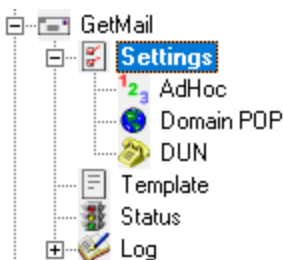 GetMail
Settings
AdHoc
Domain POP
DUN
Template
Status
Log